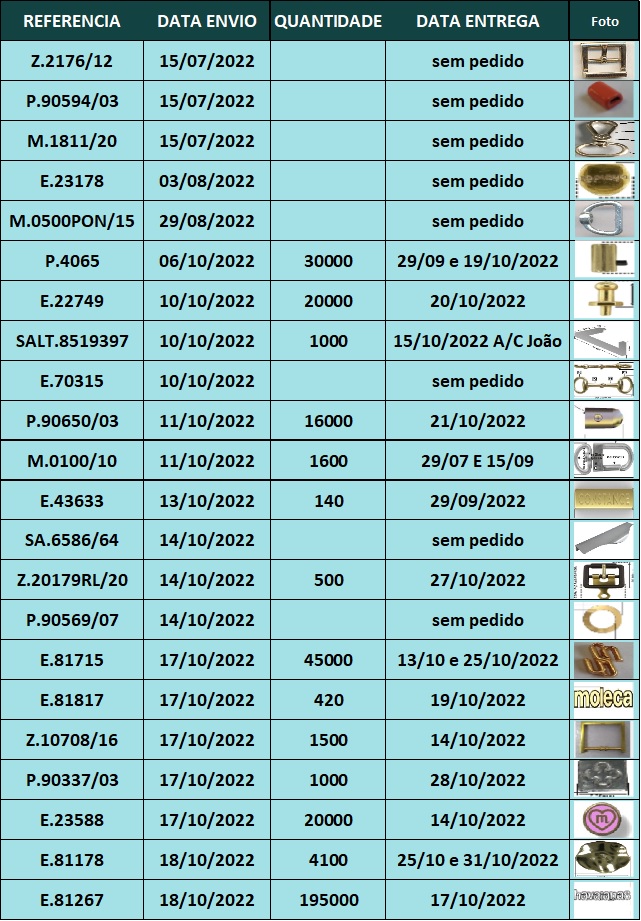 REFERENCIA DATA ENVIO QUANTIDADE DATA ENTREGA Foto
Z.2176/12 15/07/2022 sem pedido
P.90594/03 15/07/2022 sem pedido
M.1811/20 15/07/2022 sem pedido
E.23178 03/08/2022 sem pedido
M.0500PON/15 29/08/2022 sem pedido
P.4065 06/10/2022 30000 29/09 e 19/10/2022
E.22749 10/10/2022 20000 20/10/2022
SALT.8519397 10/10/2022 1000 15/10/2022 A/C João
E.70315 10/10/2022 sem pedido
P.90650/03 11/10/2022 16000 21/10/2022
M.0100/10 11/10/2022 1600 29/07 E 15/09
E.43633 13/10/2022 140 29/09/2022
SA.6586/64 14/10/2022 sem pedido
Z.20179RL/20 14/10/2022 500 27/10/2022
P.90569/07 14/10/2022 sem pedido
E.81715 17/10/2022 45000 13/10 e 25/10/2022
E.81817 17/10/2022 420 19/10/2022 moleca
Z.10708/16 17/10/2022 1500 14/10/2022
P.90337/03 17/10/2022 1000 28/10/2022
E.23588 17/10/2022 20000 14/10/2022 m
E.81178 18/10/2022 4100 25/10 e 31/10/2022
E.81267 18/10/2022 195000 17/10/2022 havaianas